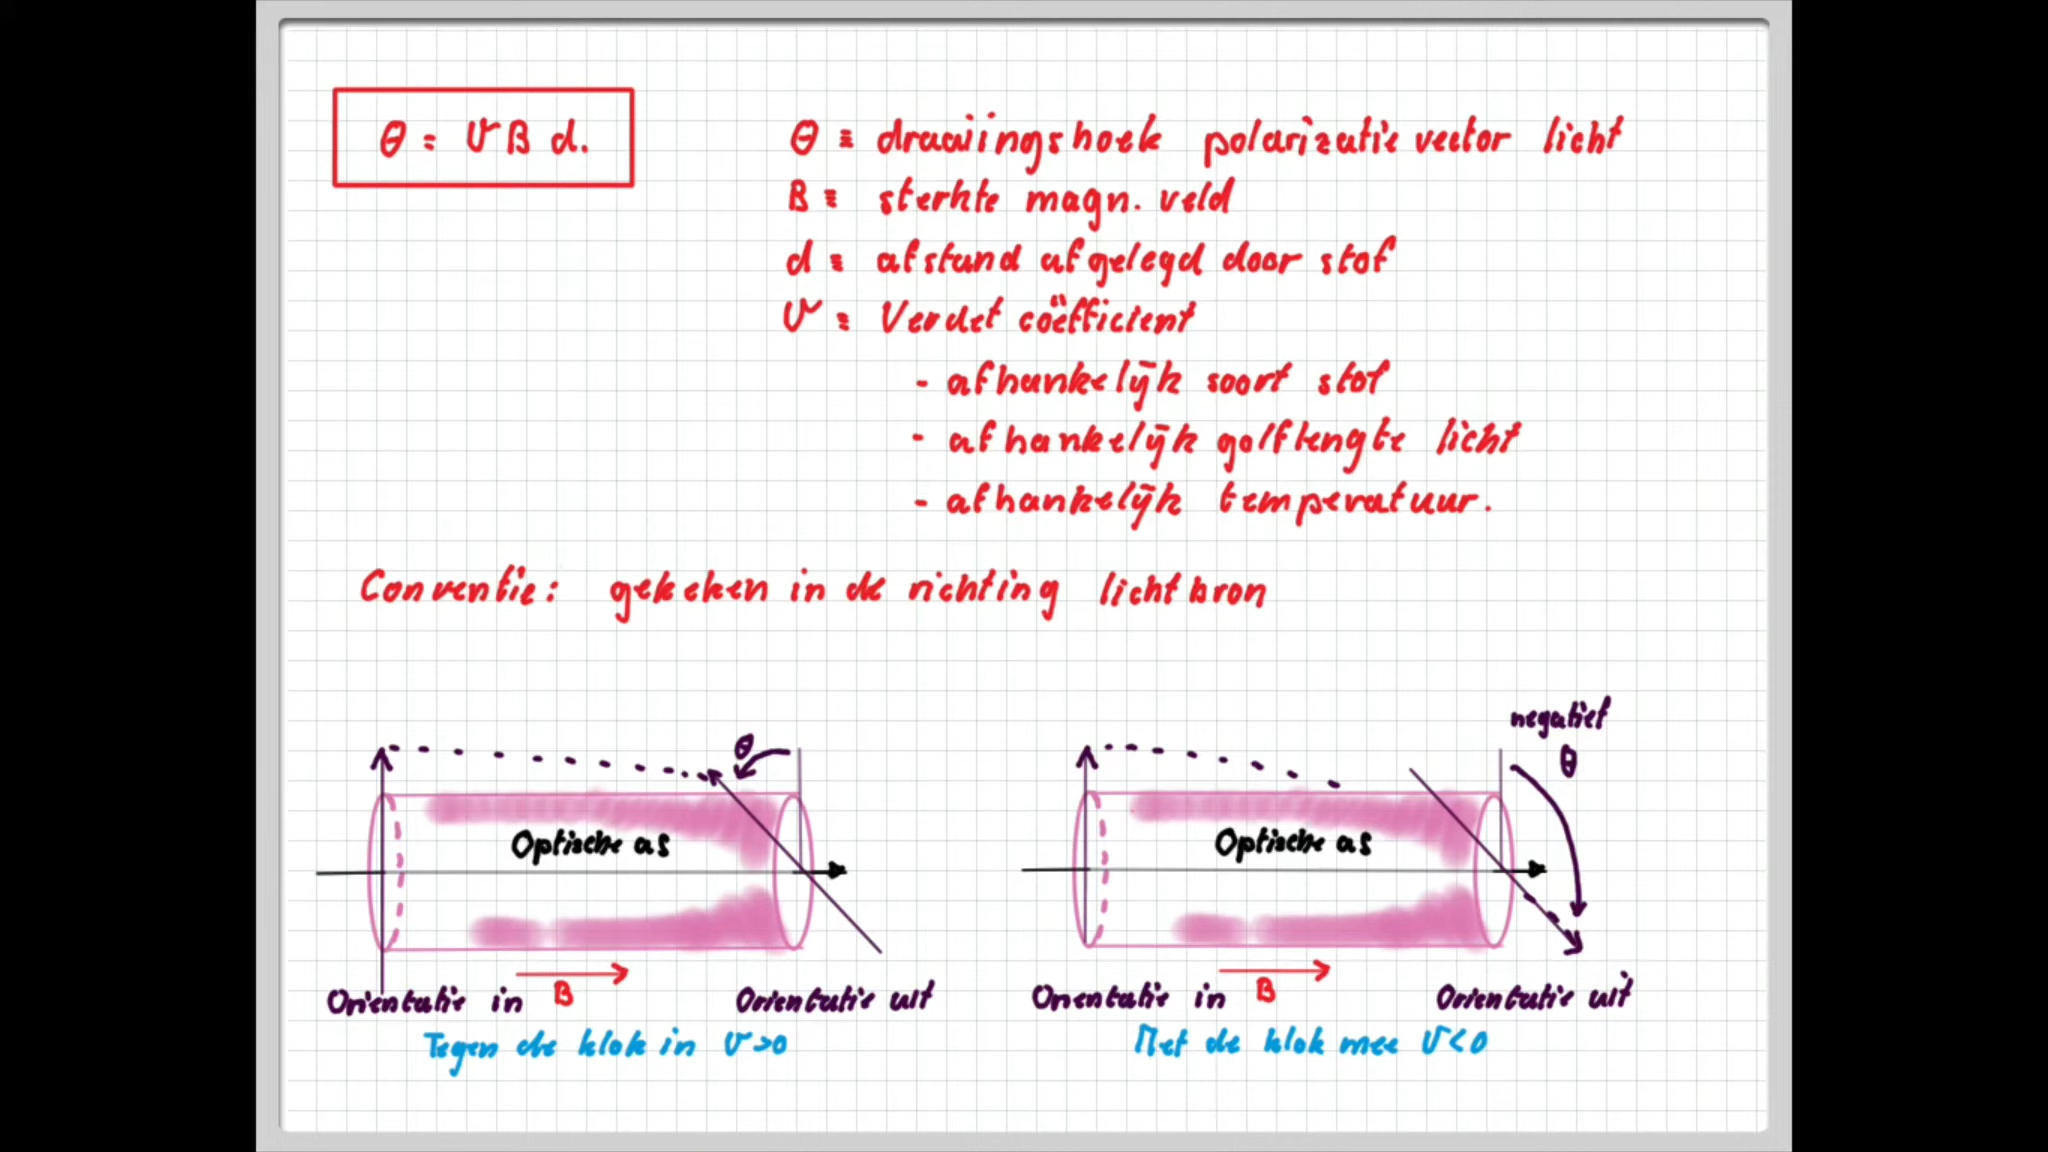 θ = V B d.
θ ≡ draaiingshoek polarizatie vector licht
B ≡ sterkte magn. veld
d ≡ afstand afgelegd door stof
V ≡ Verdet coëfficient
- afhankelijk soort stof
- afhankelijk golflengte licht
- afhankelijk temperatuur.
Conventie: gekeken in de richting lichtbron
negatief
θ
θ
Optische as
Optische as
B
B
Orientatie in
Orientatie uit
Orientatie in
Orientatie uit
Tegen de klok in V>0
Met de klok mee V<0